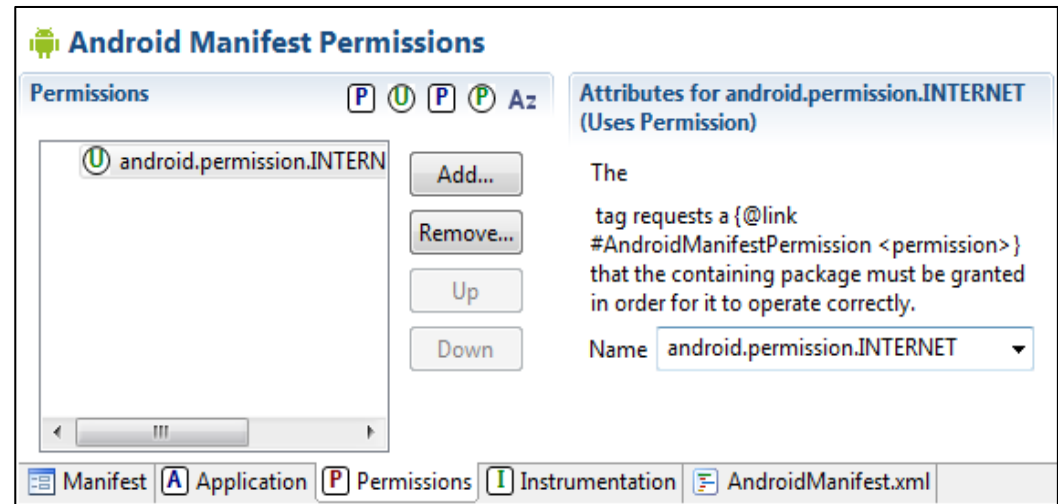 Android Manifest Permissions
Permissions
P U P P Az
Attributes for android.permission.INTERNET
(Uses Permission)
U android.permission.INTERN
Add...
Remove...
Up
Down
The
tag requests a {@link
#AndroidManifestPermission <permission>}
that the containing package must be granted
in order for it to operate correctly.
Name android.permission.INTERNET
Manifest A Application P Permissions I Instrumentation AndroidManifest.xml